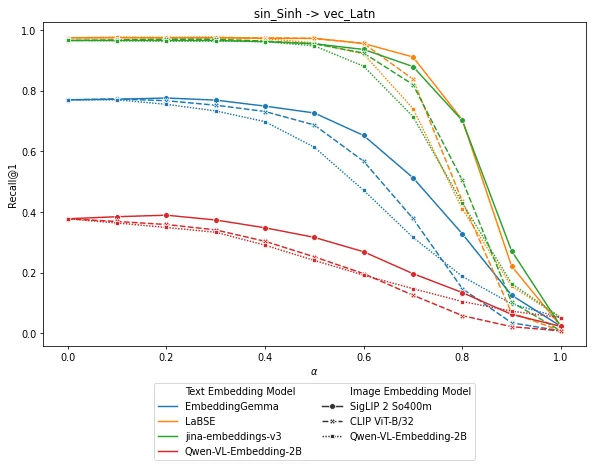 sin_Sinh -> vec_Latn
1.0
0.8
0.6
0.4
0.2
0.0
Recall@1
0.0 0.2 0.4 0.6 0.8 1.0
α
Text Embedding Model Image Embedding Model
EmbeddingGemma SigLIP 2 So400m
LaBSE CLIP ViT-B/32
jina-embeddings-v3 Qwen-VL-Embedding-2B
Qwen-VL-Embedding-2B